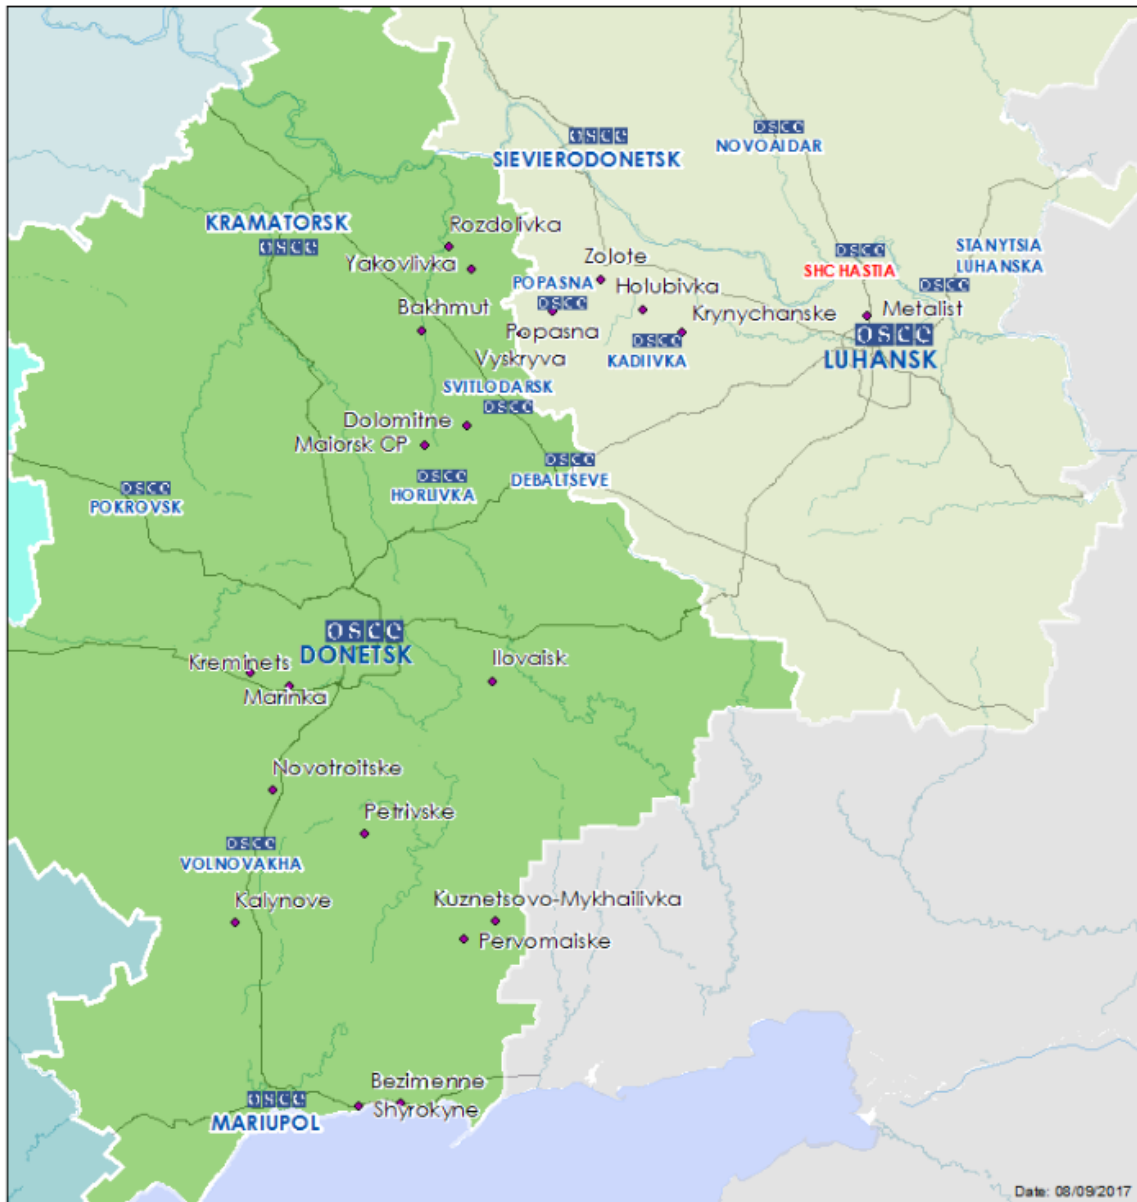 OSCE
SIEVIERODONETSK
OSCE
NOVOAIDAR
KRAMATORSK
OSCE
Rozdolivka
Yakovlivka
Zolote
OSCE
SHCHASTIA
STANYTSIA
LUHANSKA
OSCE
POPASNA
OSCE
Holubivka
Bakhmut
Popasna
Krynychanske
Metalist
OSCE
LUHANSK
OSCE
KADIIVKA
Vyskryva
SVITLODARSK
OSCE
Dolomitne
Maiorsk CP
OSCE
HORLIVKA
OSCE
DEBALTSEVE
OSCE
POKROVSK
OSCE
DONETSK
Kreminets
Marinka
Ilovaisk
Novotroitske
Petrivske
OSCE
VOLNOVAKHA
Kalynove
Kuznetsovo-Mykhailivka
Pervomaiske
Bezimenne
OSCE
Shyrokyne
MARIUPOL
Date: 08/09/2017